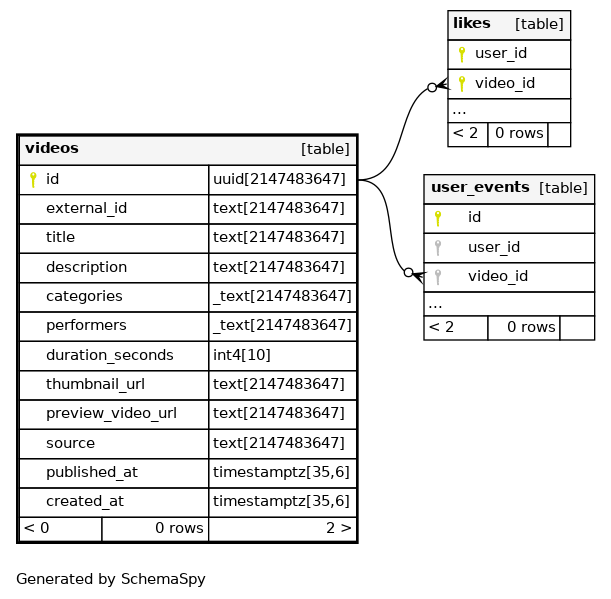 likes [table]
user_id
video_id
...
< 2 0 rows
videos [table]
id uuid[2147483647]
external_id text[2147483647]
title text[2147483647]
description text[2147483647]
categories _text[2147483647]
performers _text[2147483647]
duration_seconds int4[10]
thumbnail_url text[2147483647]
preview_video_url text[2147483647]
source text[2147483647]
published_at timestamptz[35,6]
created_at timestamptz[35,6]
< 0 0 rows 2 >
user_events [table]
id
user_id
video_id
...
< 2 0 rows
Generated by SchemaSpy